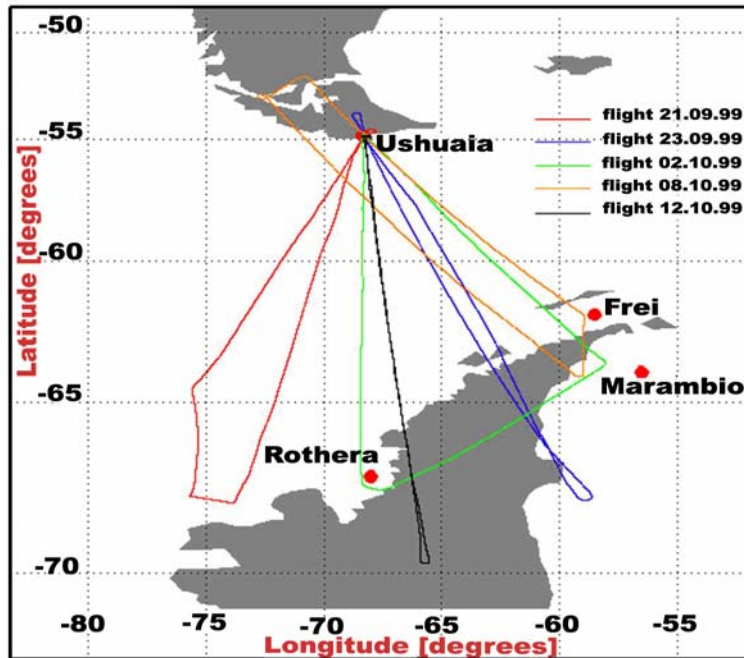 -50
-55
-60
-65
-70
Latitude [degrees]
flight 21.09.99
flight 23.09.99
flight 02.10.99
flight 08.10.99
flight 12.10.99
Ushuaia
Frei
Marambio
Rothera
-80 -75 -70 -65 -60 -55
Longitude [degrees]